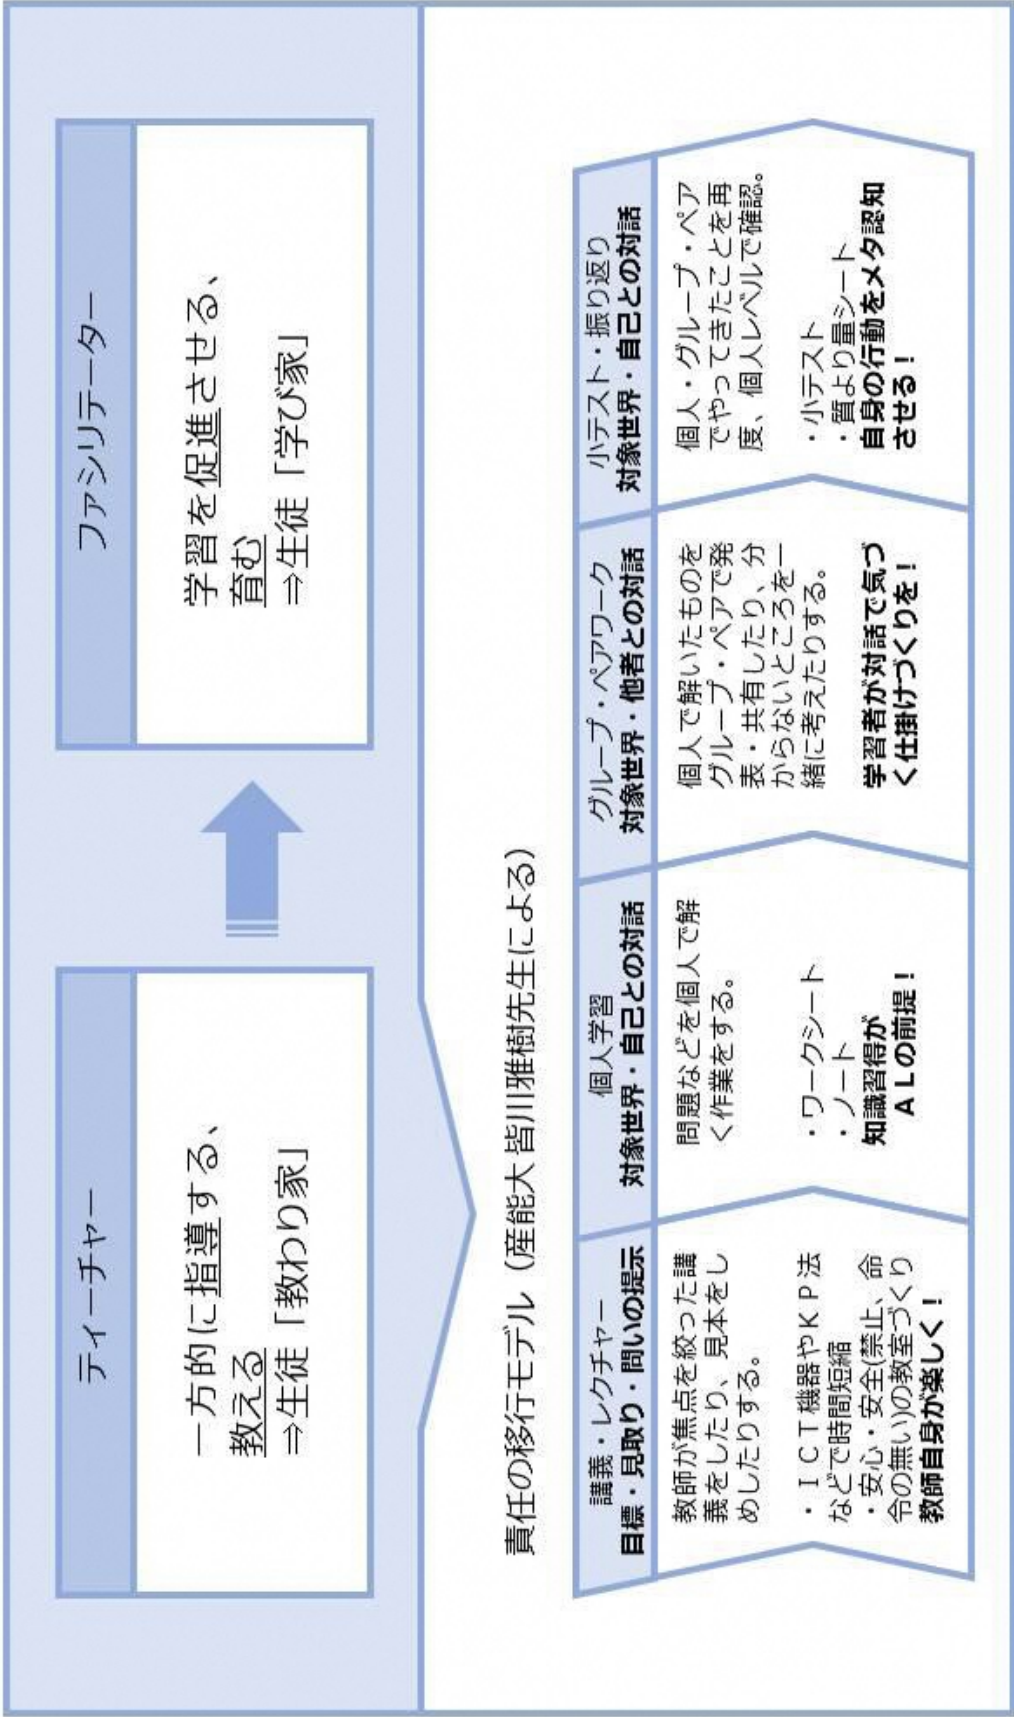 ティーチャー
一方的に指導する、
教える
⇒生徒「教わり家」
ファシリテーター
学習を促進させる、
育む
⇒生徒「学び家」
責任の移行モデル（産能大 皆川雅樹先生による）
講義・レクチャー
目標・見取り・問いの提示
教師が焦点を絞った講
義をしたり、見本をし
めしたりする。
・ＩＣＴ機器やＫＰ法
などで時間短縮
・安心・安全(禁止、命
令の無い)の教室づくり
教師自身が楽しく！
個人学習
対象世界・自己との対話
問題などを個人で解
く作業をする。
・ワークシート
・ノート
知識習得が
ＡＬの前提！
グループ・ペアワーク
対象世界・他者との対話
個人で解いたものを
グループ・ペアで発
表・共有したり、分
からないところを一
緒に考えたりする。
学習者が対話で気づ
く仕掛けづくりを！
小テスト・振り返り
対象世界・自己との対話
個人・グループ・ペア
でやってきたことを再
度、個人レベルで確認。
・小テスト
・質より量シート
自身の行動をメタ認知
させる！